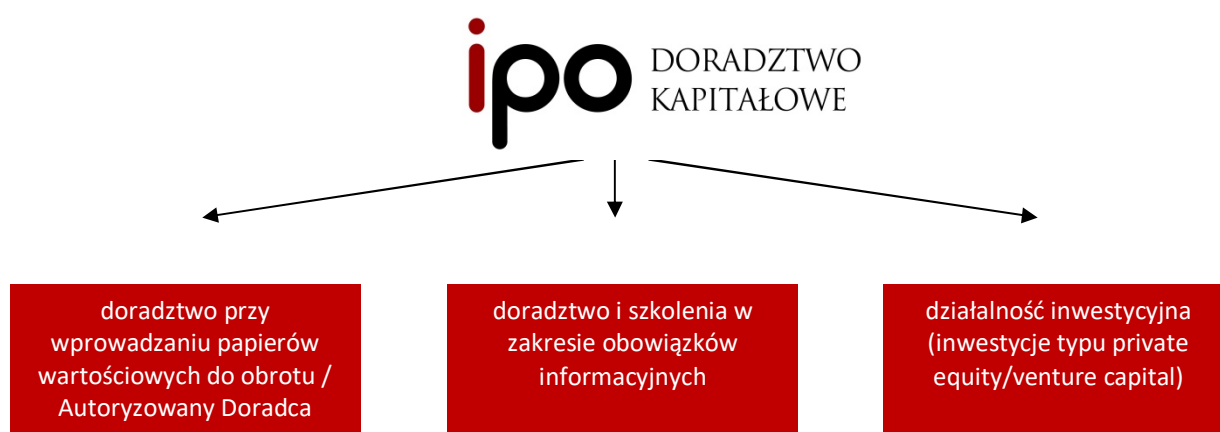 ipo DORADZTWO
KAPITAŁOWE
doradztwo przy
wprowadzaniu papierów
wartościowych do obrotu /
Autoryzowany Doradca
doradztwo i szkolenia w
zakresie obowiązków
informacyjnych
działalność inwestycyjna
(inwestycje typu private
equity/venture capital)